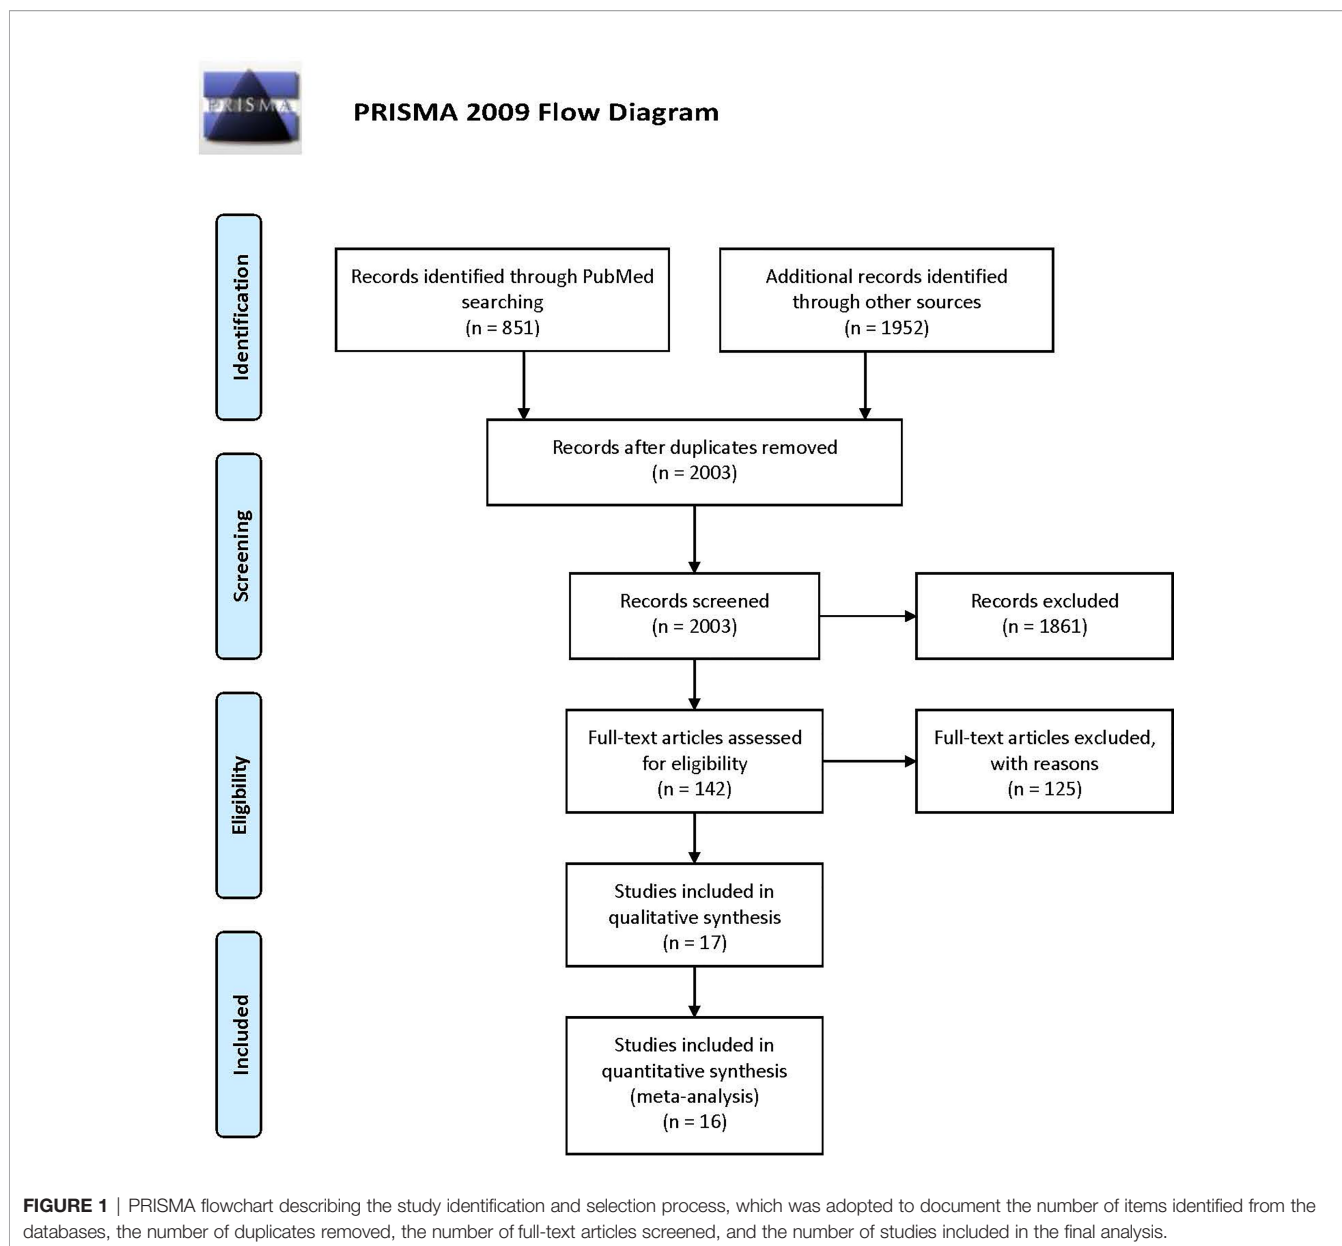 PRISMA
PRISMA 2009 Flow Diagram
Identification
Records identified through PubMed
searching
(n = 851)
Additional records identified
through other sources
(n = 1952)
Records after duplicates removed
(n = 2003)
Screening
Records screened
(n = 2003)
Records excluded
(n = 1861)
Eligibility
Full-text articles assessed
for eligibility
(n = 142)
Full-text articles excluded,
with reasons
(n = 125)
Studies included in
qualitative synthesis
(n = 17)
Included
Studies included in
quantitative synthesis
(meta-analysis)
(n = 16)
FIGURE 1 | PRISMA flowchart describing the study identification and selection process, which was adopted to document the number of items identified from the
databases, the number of duplicates removed, the number of full-text articles screened, and the number of studies included in the final analysis.